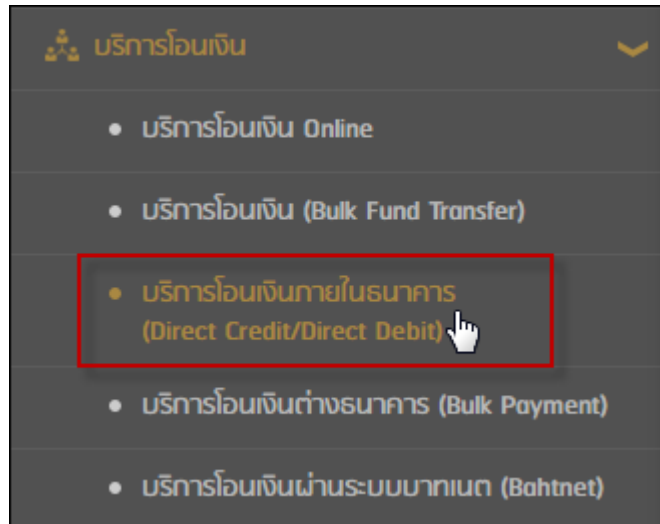 บริการโอนเงิน
บริการโอนเงิน Online
บริการโอนเงิน (Bulk Fund Transfer)
บริการโอนเงินภายในธนาคาร
(Direct Credit/Direct Debit)
บริการโอนเงินต่างธนาคาร (Bulk Payment)
บริการโอนเงินผ่านระบบบาทเนต (Bahtnet)